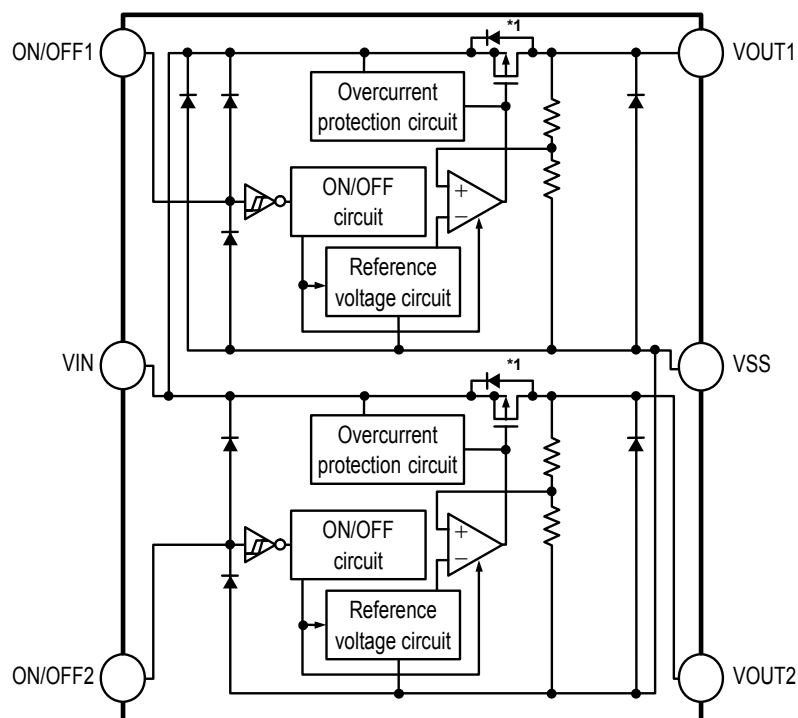 ON/OFF1
*1
VOUT1
Overcurrent
protection circuit
ON/OFF
circuit
+
−
Reference
voltage circuit
VIN
VSS
*1
Overcurrent
protection circuit
ON/OFF
circuit
+
−
Reference
voltage circuit
ON/OFF2
VOUT2